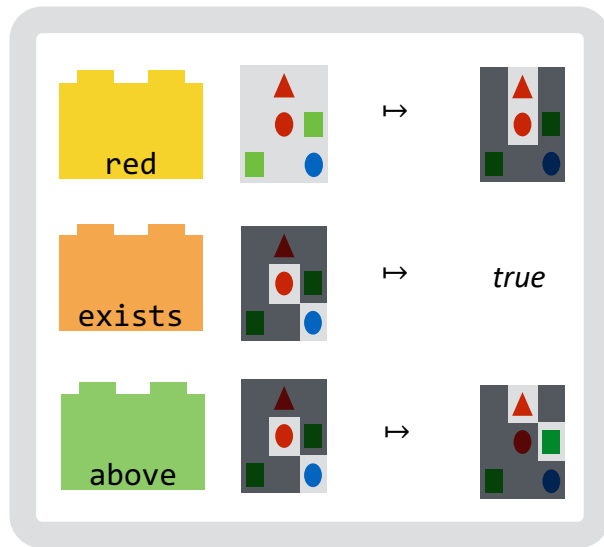 red ↦
exists ↦ true
above ↦